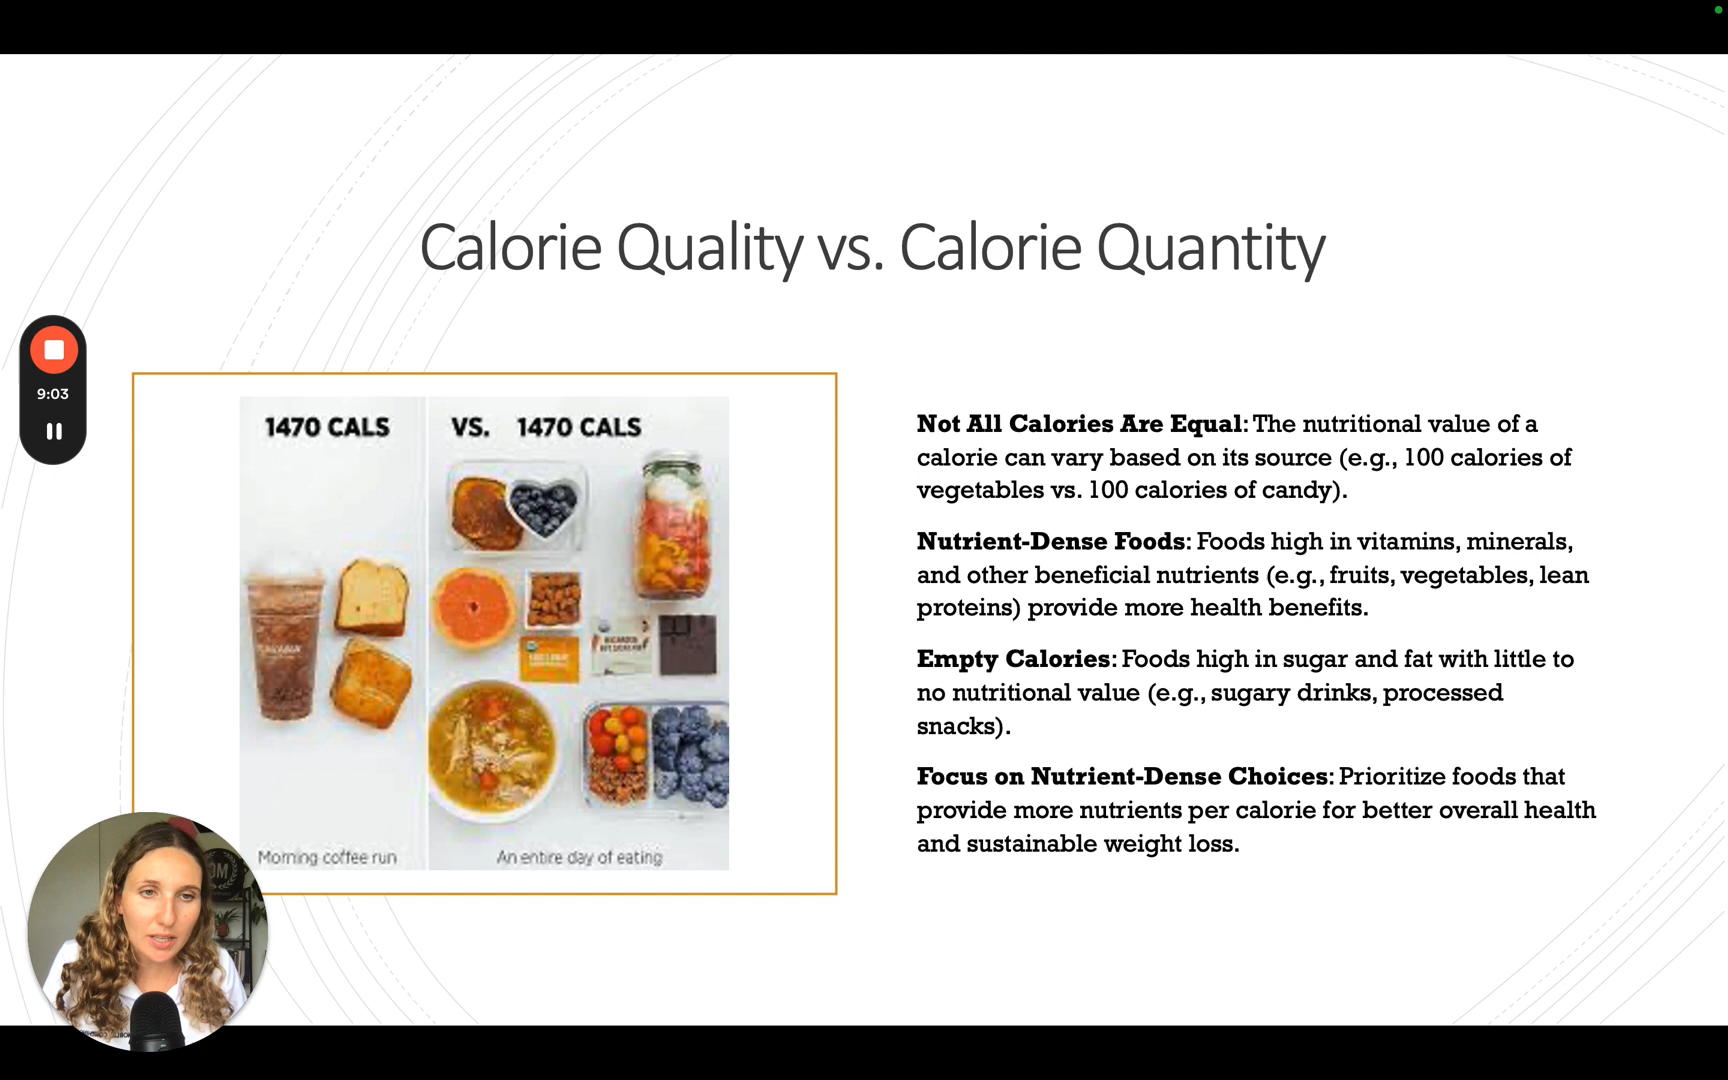 Calorie Quality vs. Calorie Quantity
9:03
1470 CALS VS. 1470 CALS
Morning coffee run
An entire day of eating
Not All Calories Are Equal: The nutritional value of a
calorie can vary based on its source (e.g., 100 calories of
vegetables vs. 100 calories of candy).
Nutrient-Dense Foods: Foods high in vitamins, minerals,
and other beneficial nutrients (e.g., fruits, vegetables, lean
proteins) provide more health benefits.
Empty Calories: Foods high in sugar and fat with little to
no nutritional value (e.g., sugary drinks, processed
snacks).
Focus on Nutrient-Dense Choices: Prioritize foods that
provide more nutrients per calorie for better overall health
and sustainable weight loss.